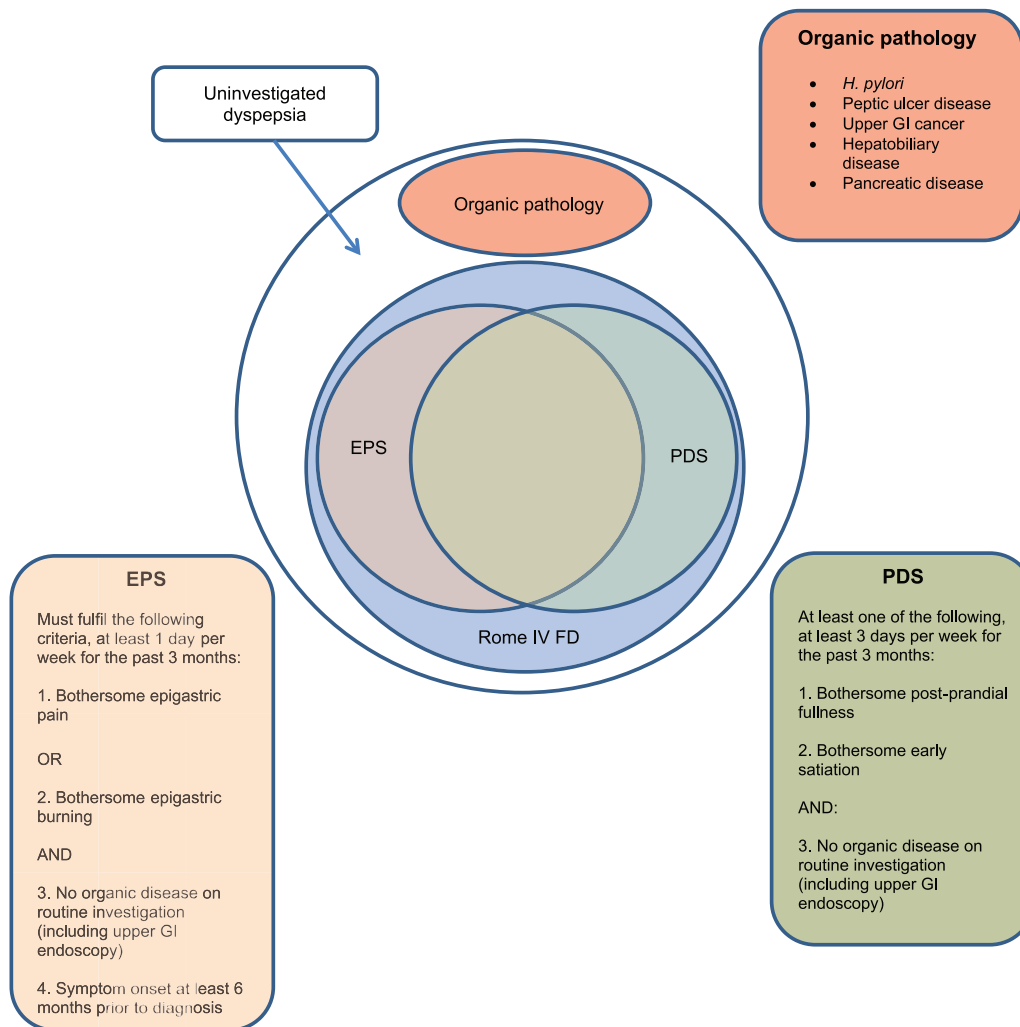 Organic pathology
• H. pylori
• Peptic ulcer disease
• Upper GI cancer
• Hepatobiliary
disease
• Pancreatic disease
Uninvestigated
dyspepsia
Organic pathology
EPS
PDS
Rome IV FD
EPS
Must fulfil the following
criteria, at least 1 day per
week for the past 3 months:
1. Bothersome epigastric
pain
OR
2. Bothersome epigastric
burning
AND
3. No organic disease on
routine investigation
(including upper GI
endoscopy)
4. Symptom onset at least 6
months prior to diagnosis
PDS
At least one of the following,
at least 3 days per week for
the past 3 months:
1. Bothersome post-prandial
fullness
2. Bothersome early
satiation
AND:
3. No organic disease on
routine investigation
(including upper GI
endoscopy)